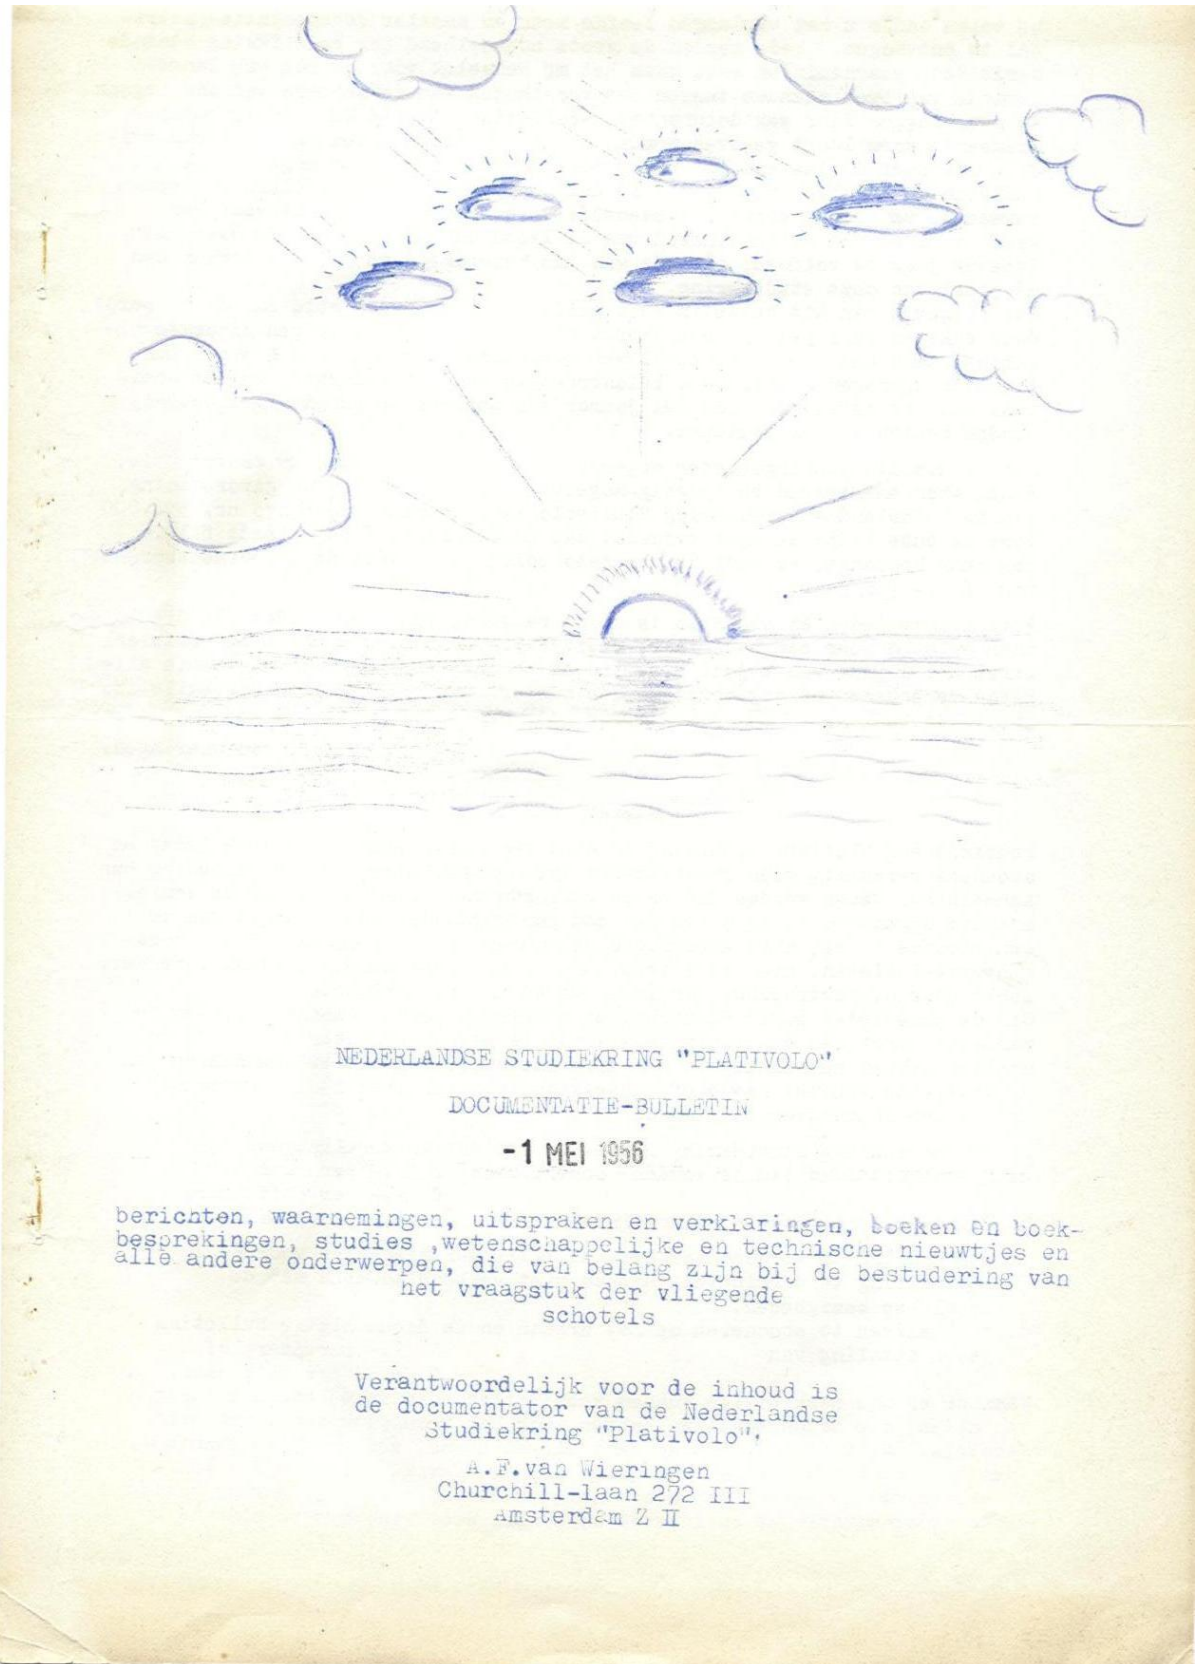 NEDERLANDSE STUDIEKRING "PLATIVOLO"
DOCUMENTATIE-BULLETIN
-1 MEI 1956
berichten, waarnemingen, uitspraken en verklaringen, boeken en boek-
besprekingen, studies ,wetenschappelijke en technische nieuwtjes en
alle andere onderwerpen, die van belang zijn bij de bestudering van
het vraagstuk der vliegende
schotels
Verantwoordelijk voor de inhoud is
de documentator van de Nederlandse
Studiekring "Plativolo".
A.F.van Wieringen
Churchill-laan 272 III
Amsterdam Z II